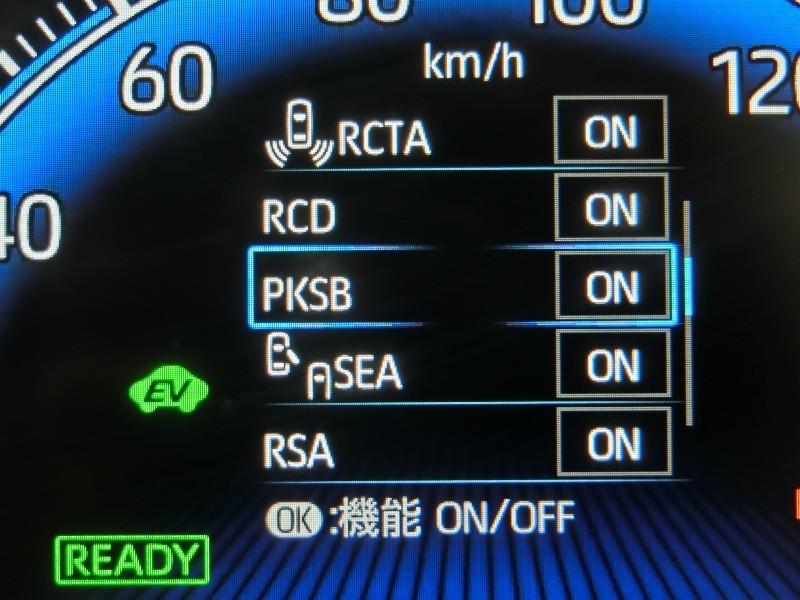 80 100
60 km/h 120
RCTA ON
40 RCD ON
PKSB ON
SEA ON
EV
RSA ON
OK :機能 ON/OFF
READY